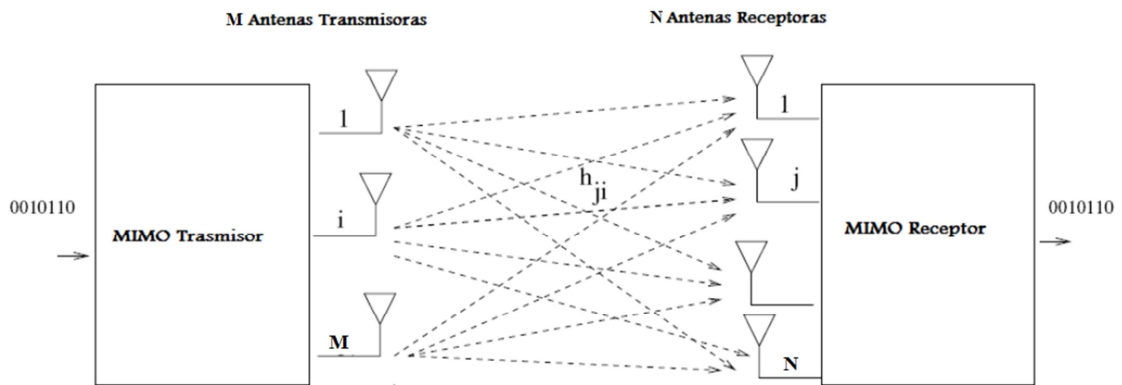 M Antenas Transmisoras
N Antenas Receptoras
1
1
h
ji
j
0010110
MIMO Trasmisor
i
MIMO Receptor
0010110
M
N